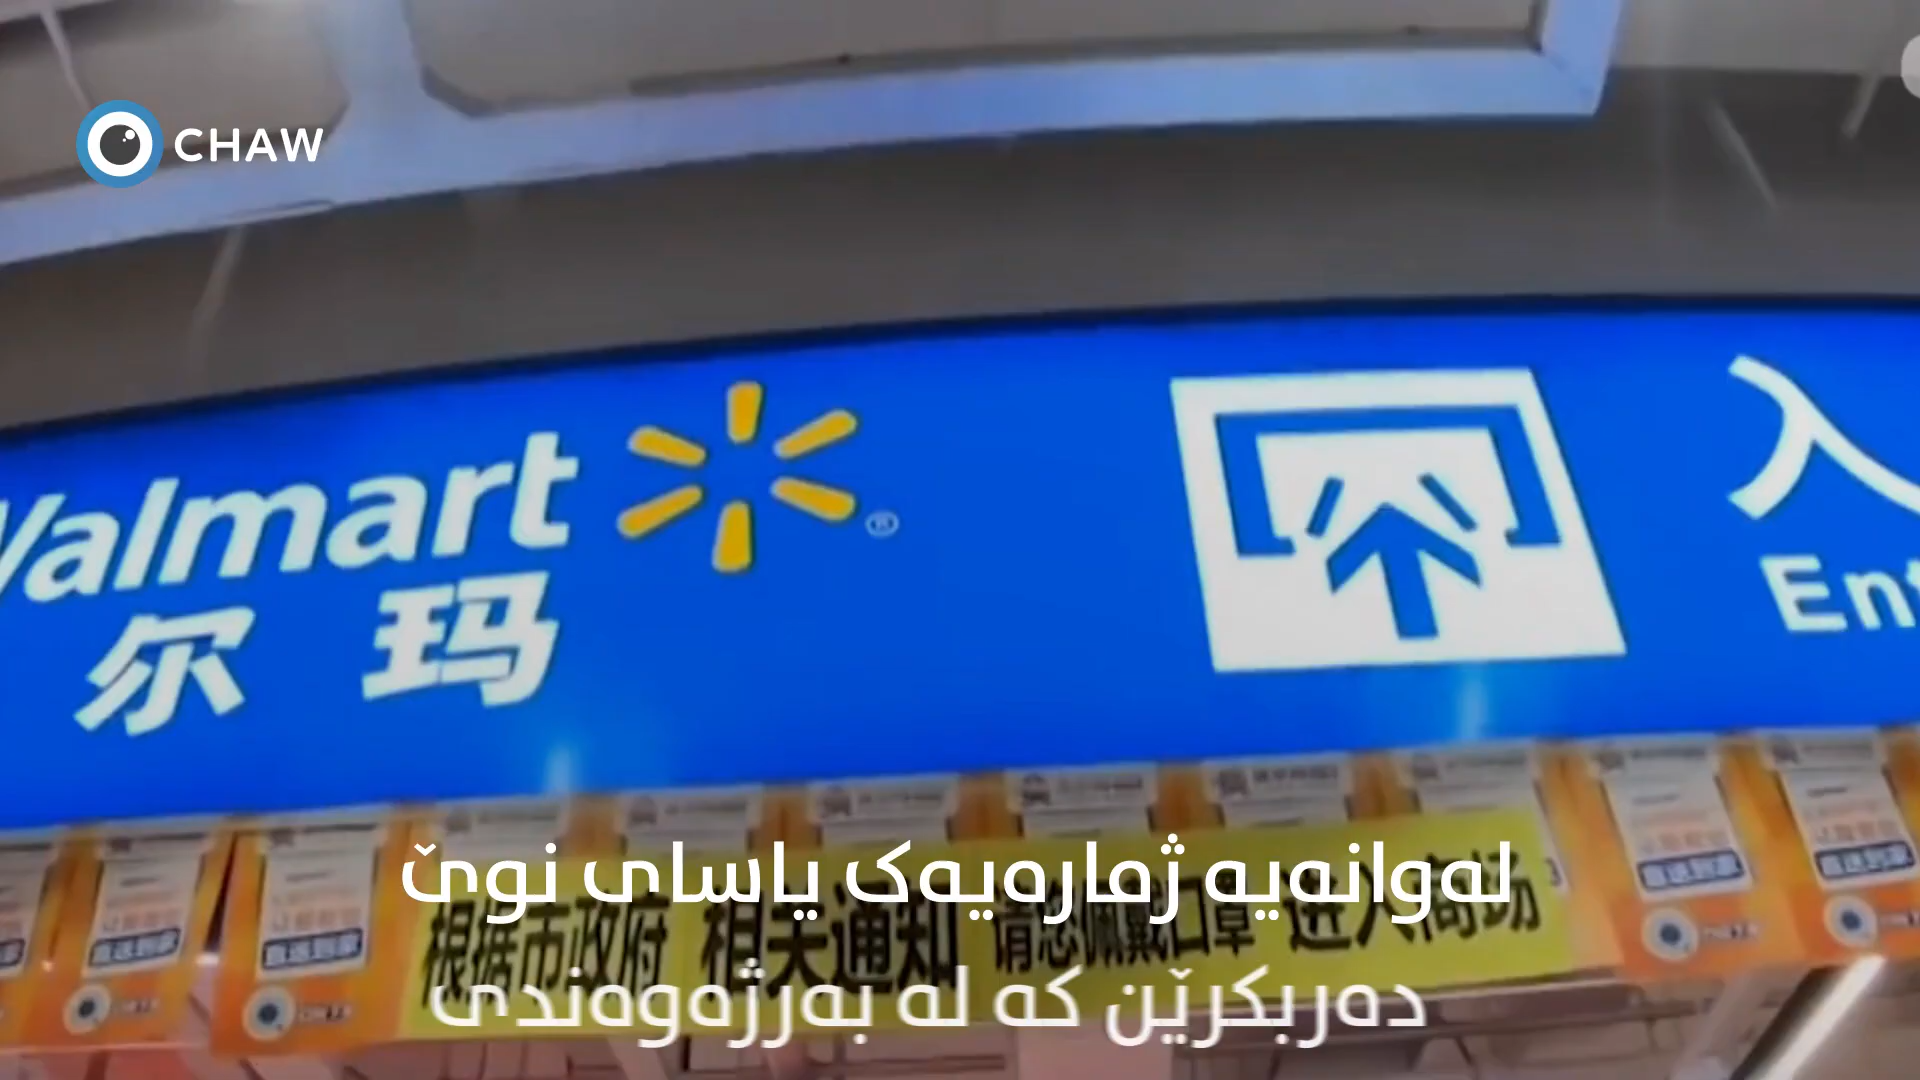 CHAW
Walmart
尔玛
入
Ent
لەوانەیە ژمارەیەک یاسای نوێ
根据市政府 相关通知 请您佩戴口罩 进入商场
دەربکرێن کە لە بەرژەوەندی